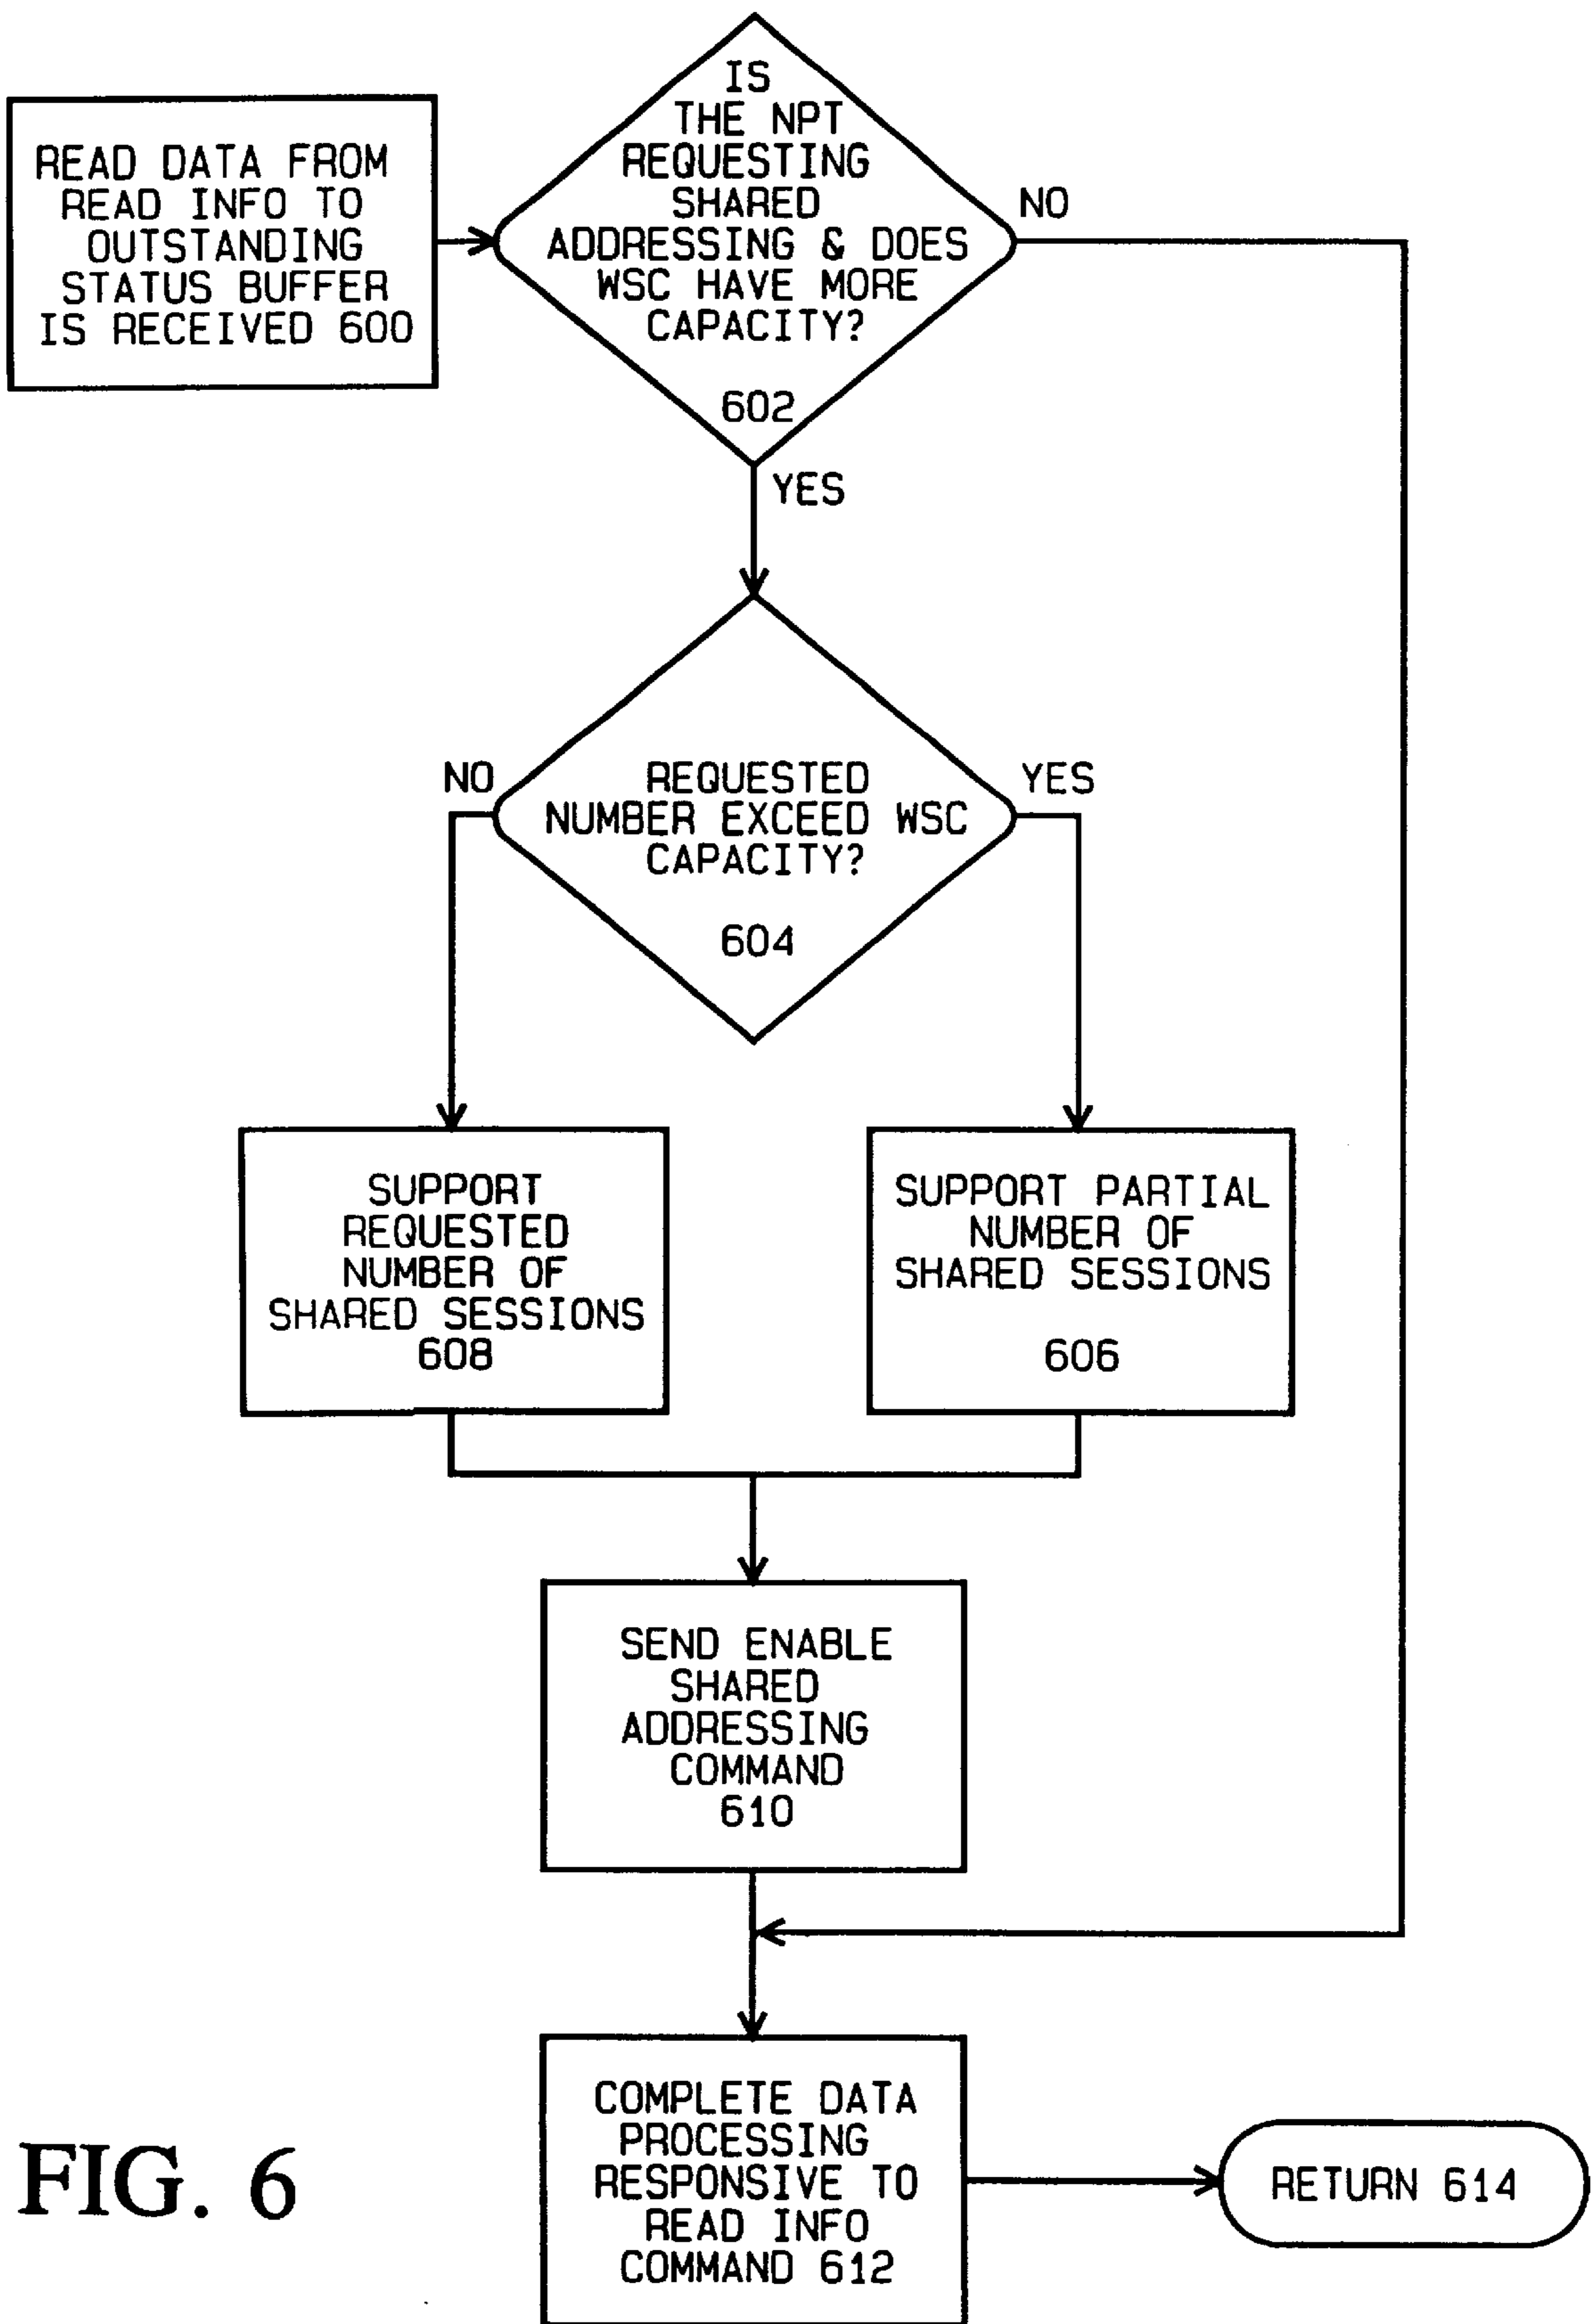 READ DATA FROM
READ INFO TO
OUTSTANDING
STATUS BUFFER
IS RECEIVED 600
IS
THE NPT
REQUESTING
SHARED
ADDRESSING & DOES
WSC HAVE MORE
CAPACITY?
602
NO
YES
REQUESTED
NUMBER EXCEED WSC
CAPACITY?
604
NO
YES
SUPPORT
REQUESTED
NUMBER OF
SHARED SESSIONS
608
SUPPORT PARTIAL
NUMBER OF
SHARED SESSIONS
606
SEND ENABLE
SHARED
ADDRESSING
COMMAND
610
COMPLETE DATA
PROCESSING
RESPONSIVE TO
READ INFO
COMMAND 612
RETURN 614
FIG. 6